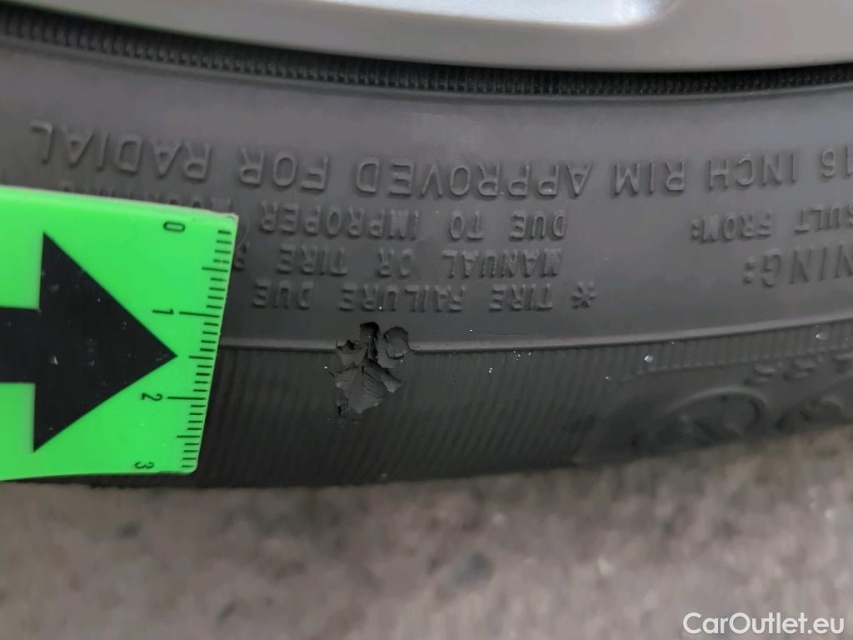 16 INCH RIM APPROVED FOR RADIAL
SULT FROM:
DUE TO IMPROPER
MANUAL OR TIRE
NING:
* TIRE FAILURE DUE
0
1
2
3
CarOutlet.eu